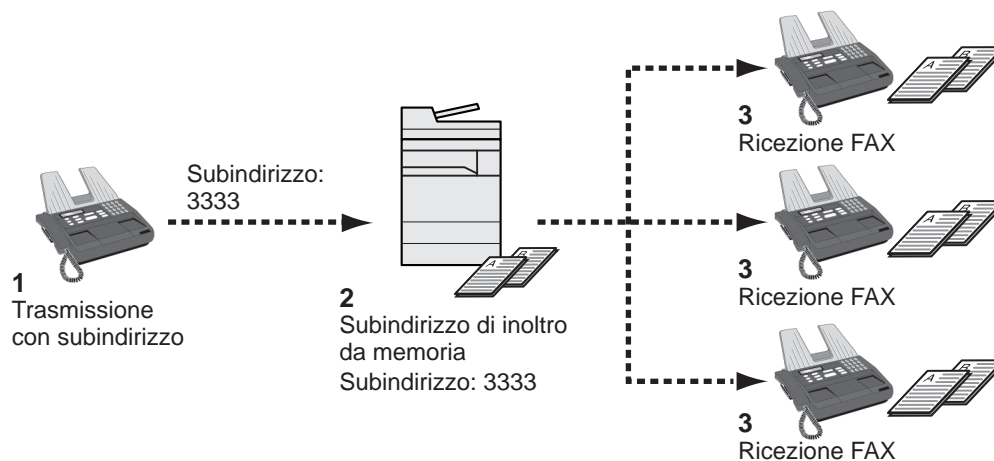 3
Ricezione FAX
Subindirizzo:
3333
1
Trasmissione
con subindirizzo
2
Subindirizzo di inoltro
da memoria
Subindirizzo: 3333
3
Ricezione FAX
3
Ricezione FAX
A
B
A
B
A
B
A
B